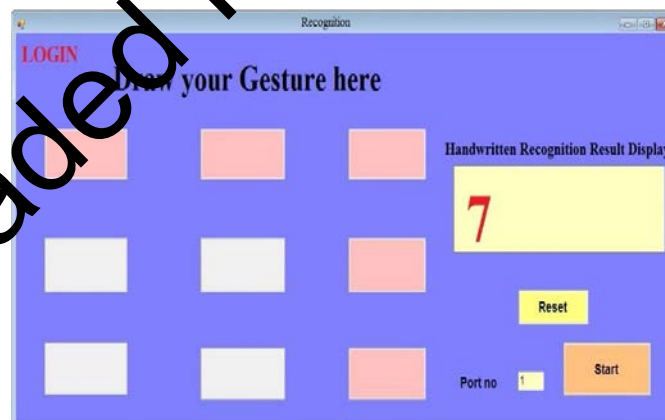 Recognition
LOGIN
Draw your Gesture here
Handwritten Recognition Result Display
7
Reset
Port no
1
Start